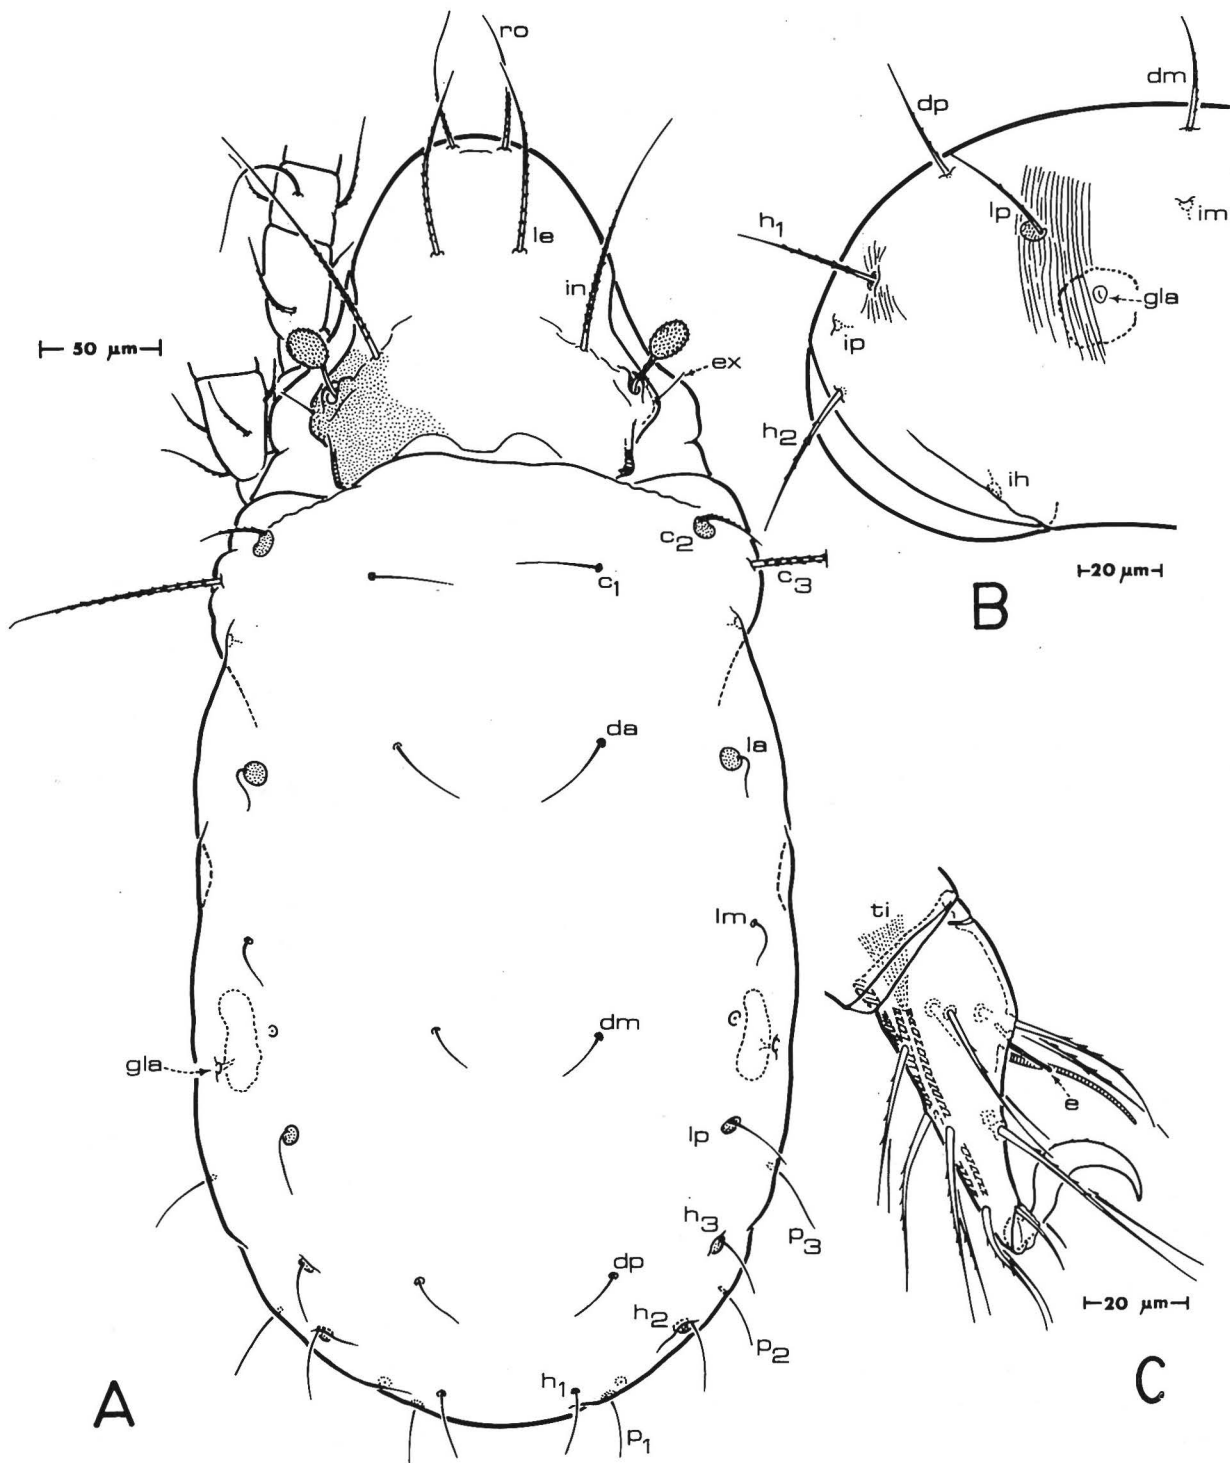 ro
le
in
ex
50 μm
c2
c1
c3
da
la
lm
dm
gla
lp
p3
h3
dp
h2
p2
h1
p1
A
dm
dp
lp
im
h1
gla
ip
h2
ih
20 μm
B
ti
e
20 μm
C